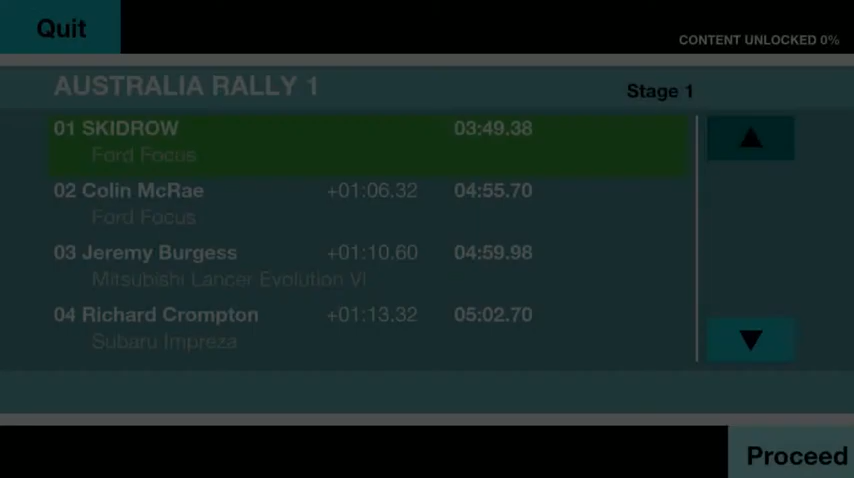 Quit
CONTENT UNLOCKED 0%
AUSTRALIA RALLY 1 Stage 1
01 SKIDROW 03:49.38
Ford Focus
02 Colin McRae +01:06.32 04:55.70
Ford Focus
03 Jeremy Burgess +01:10.60 04:59.98
Mitsubishi Lancer Evolution VI
04 Richard Crompton +01:13.32 05:02.70
Subaru Impreza
Proceed